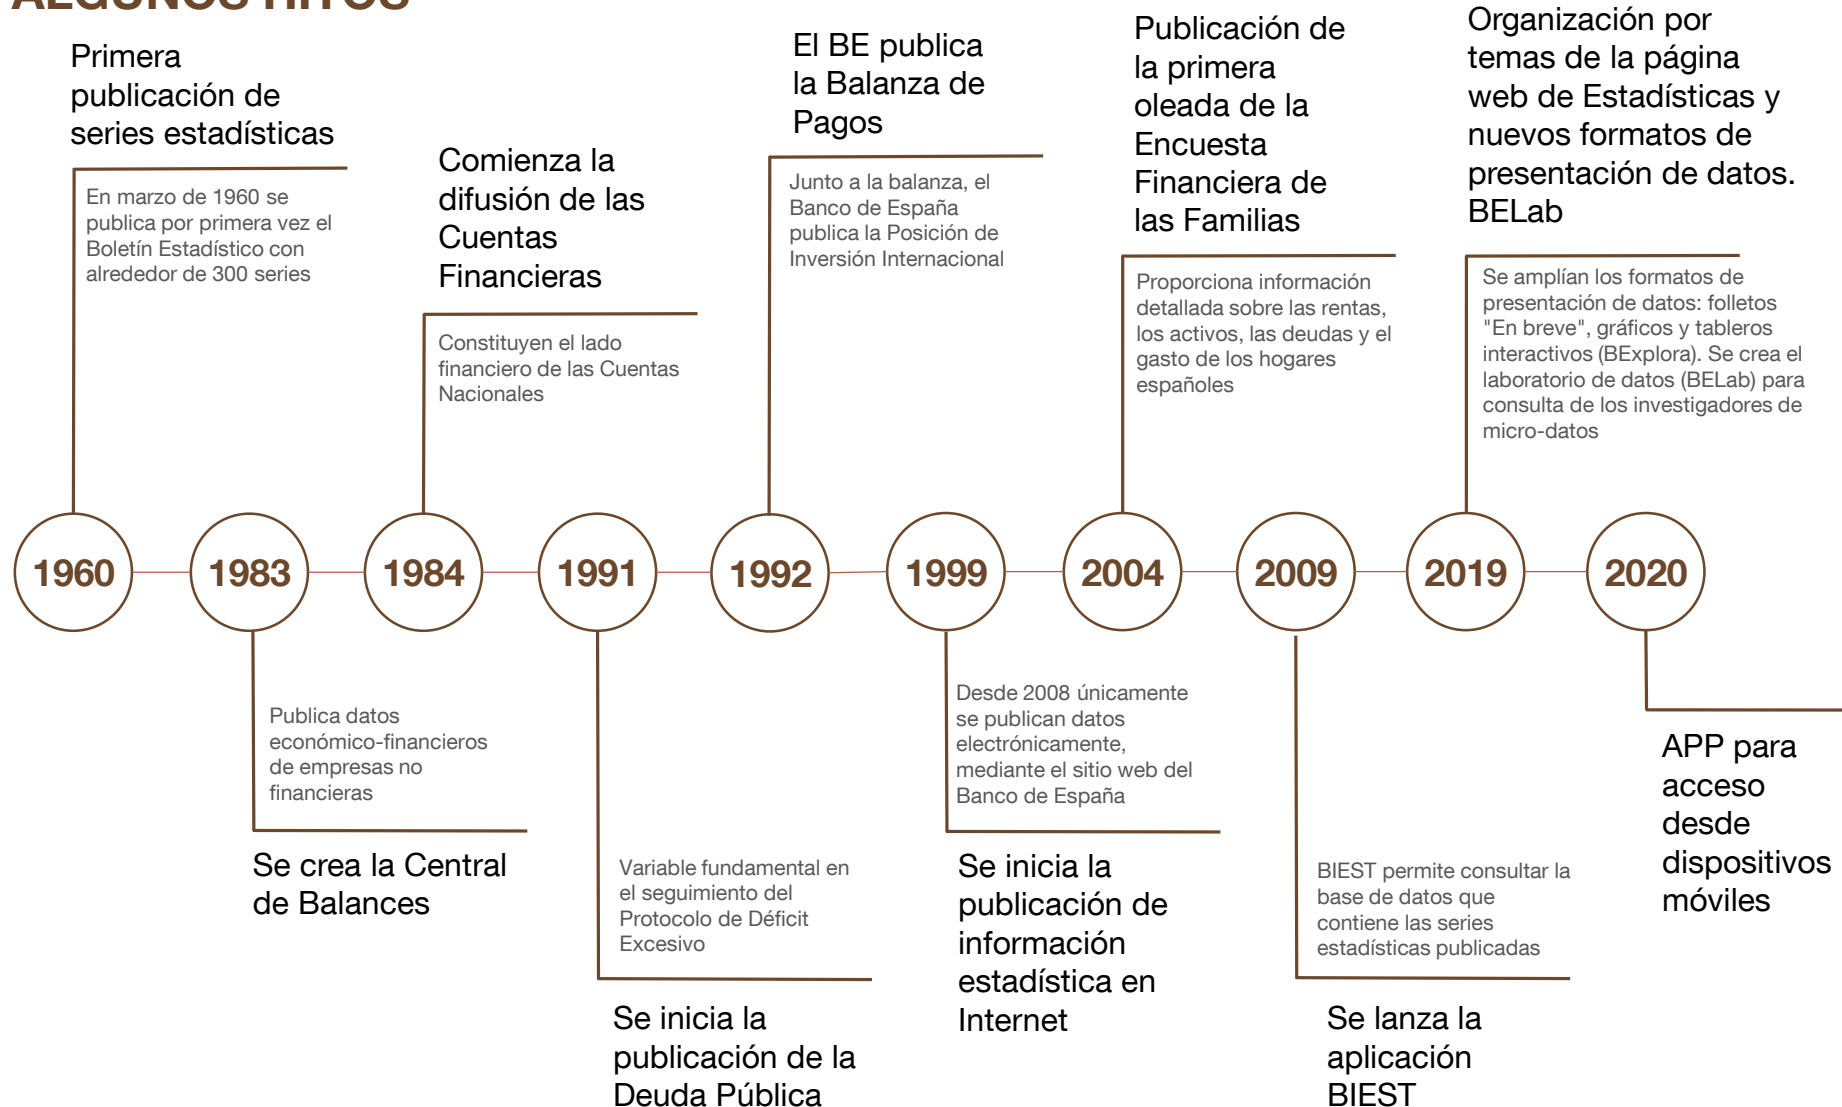 ALGUNOS HITOS
Primera
publicación de
series estadísticas
En marzo de 1960 se
publica por primera vez el
Boletín Estadístico con
alrededor de 300 series
Comienza la
difusión de las
Cuentas
Financieras
Constituyen el lado
financiero de las Cuentas
Nacionales
El BE publica
la Balanza de
Pagos
Junto a la balanza, el
Banco de España
publica la Posición de
Inversión Internacional
Publicación de
la primera
oleada de la
Encuesta
Financiera de
las Familias
Proporciona información
detallada sobre las rentas,
los activos, las deudas y el
gasto de los hogares
españoles
Organización por
temas de la página
web de Estadísticas y
nuevos formatos de
presentación de datos.
BELab
Se amplían los formatos de
presentación de datos: folletos
"En breve", gráficos y tableros
interactivos (BExplora). Se crea el
laboratorio de datos (BELab) para
consulta de los investigadores de
micro-datos
1960 1983 1984 1991 1992 1999 2004 2009 2019 2020
Publica datos
económico-financieros
de empresas no
financieras
Se crea la Central
de Balances
Variable fundamental en
el seguimiento del
Protocolo de Déficit
Excesivo
Se inicia la
publicación de la
Deuda Pública
Desde 2008 únicamente
se publican datos
electrónicamente,
mediante el sitio web del
Banco de España
Se inicia la
publicación de
información
estadística en
Internet
BIEST permite consultar la
base de datos que
contiene las series
estadísticas publicadas
Se lanza la
aplicación
BIEST
APP para
acceso
desde
dispositivos
móviles